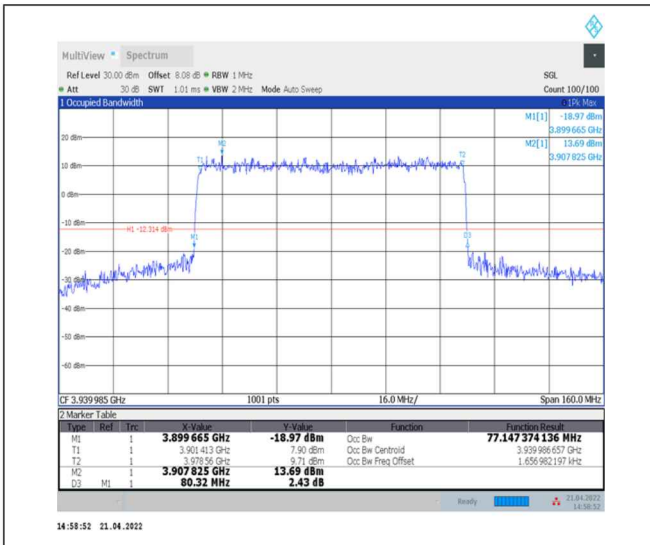 MultiView Spectrum
Ref Level 30.00 dBm Offset 8.08 dB RBW 1 MHz SGL
Att 30 dB SWT 1.01 ms VBW 2 MHz Mode Auto Sweep Count 100/100
1 Occupied Bandwidth 1Pk Max
M1[1] -18.97 dBm
3.899 665 GHz
M2[1] 13.69 dBm
3.907 825 GHz
20 dBm
M2
T1 T2
10 dBm
0 dBm
-10 dBm
H1 -12.314 dBm
M1 D3
-20 dBm
-30 dBm
-40 dBm
-50 dBm
-60 dBm
CF 3.939 985 GHz 1001 pts 16.0 MHz/ Span 160.0 MHz
2 Marker Table
Type Ref Trc X-Value Y-Value Function Function Result
M1 1 3.899 665 GHz -18.97 dBm Occ Bw 77.147 374 136 MHz
T1 1 3.901 413 GHz 7.90 dBm Occ Bw Centroid 3.939 986 657 GHz
T2 1 3.978 56 GHz 9.71 dBm Occ Bw Freq Offset 1.656 982 197 kHz
M2 1 3.907 825 GHz 13.69 dBm
D3 M1 1 80.32 MHz 2.43 dB
Ready 21.04.2022
14:58:52
14:58:52 21.04.2022